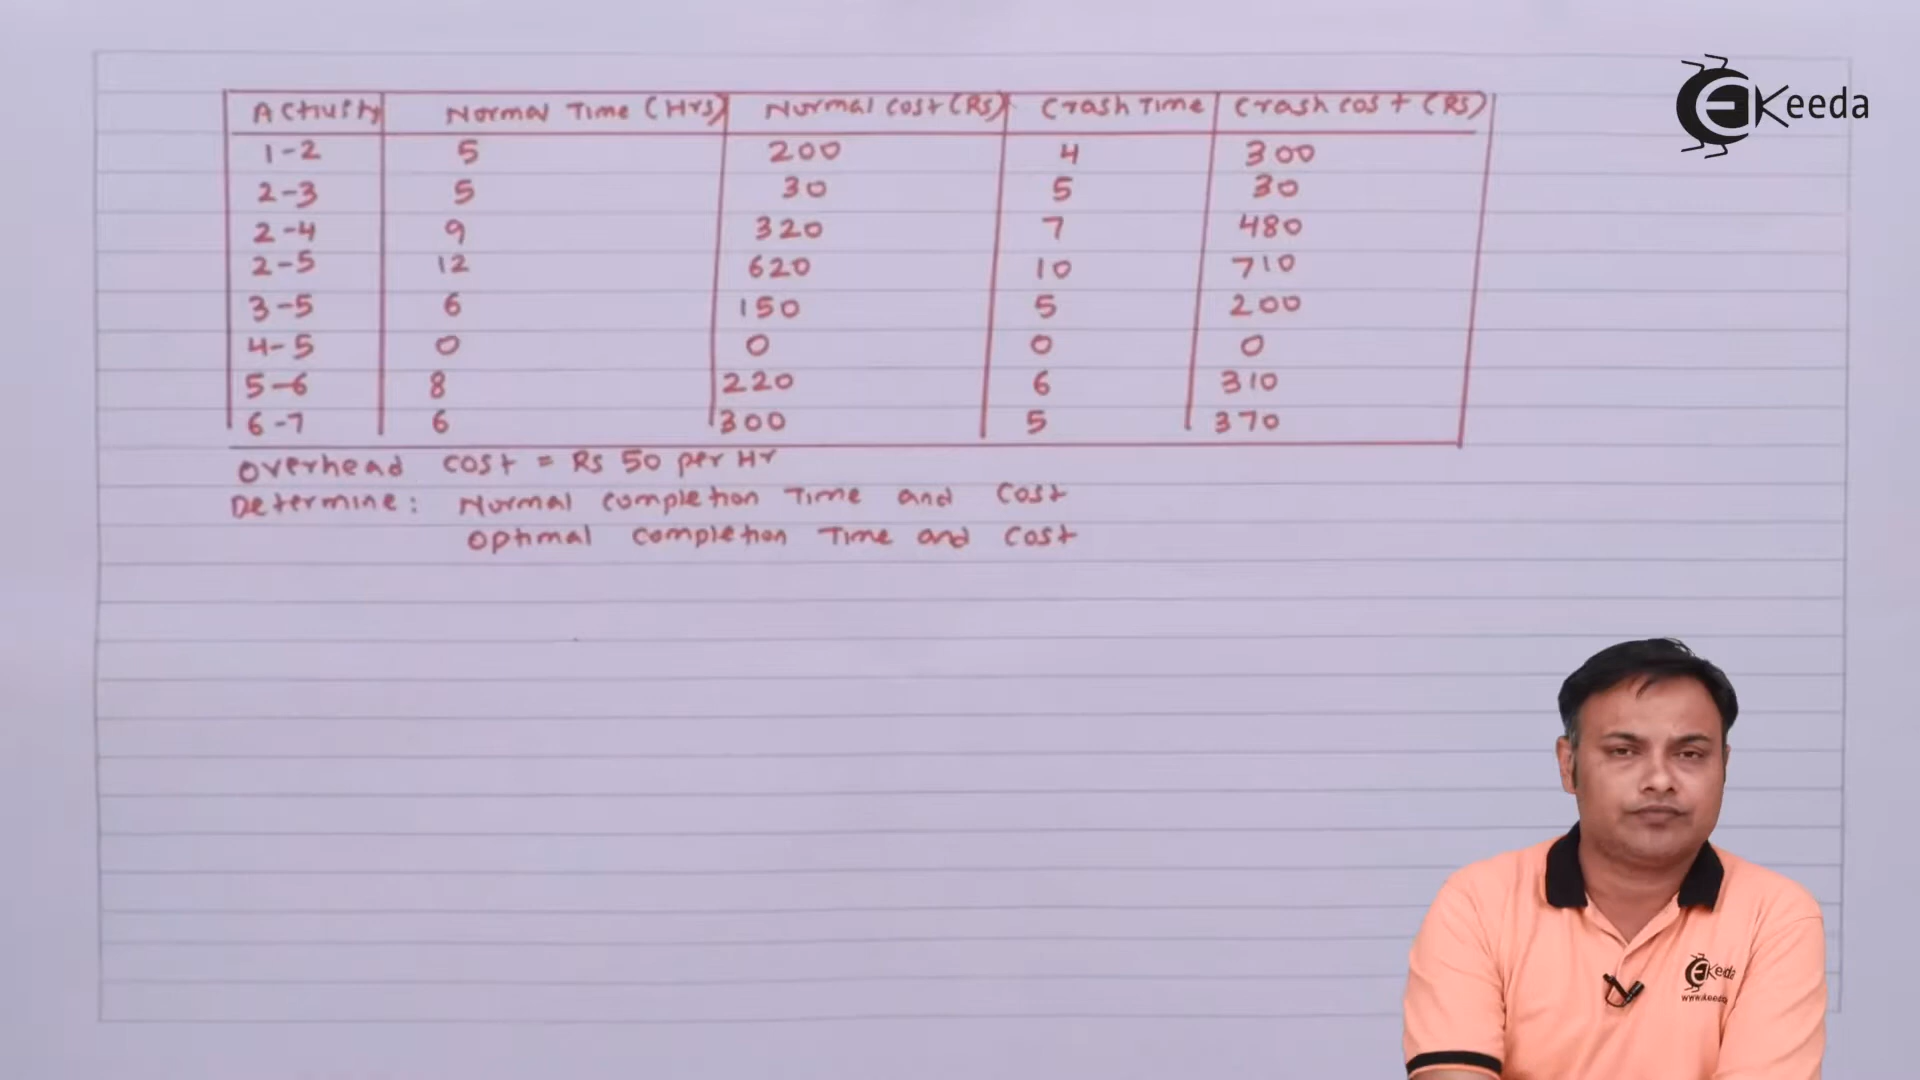 EKeeda
Activity Normal Time (Hrs) Normal cost (Rs) Crash Time Crash cost (Rs)
1-2 5 200 4 300
2-3 5 30 5 30
2-4 9 320 7 480
2-5 12 620 10 710
3-5 6 150 5 200
4-5 0 0 0 0
5-6 8 220 6 310
6-7 6 300 5 370
Overhead cost = Rs 50 per Hr
Determine: Normal completion Time and Cost
Optimal completion Time and Cost
EKeeda